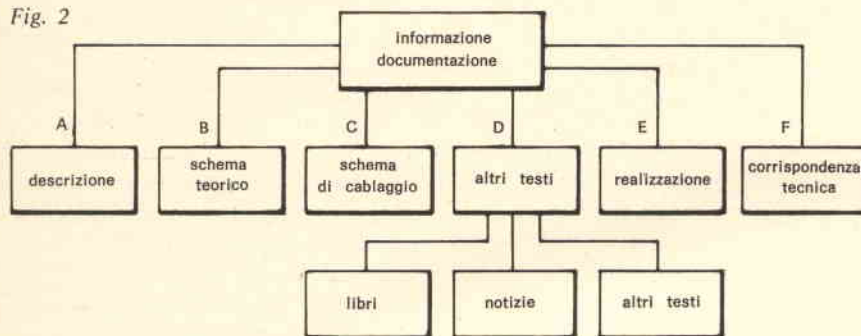 Fig. 2
informazione
documentazione
A
B
C
D
E
F
descrizione
schema
teorico
schema
di cablaggio
altri testi
realizzazione
corrispondenza
tecnica
libri
notizie
altri testi